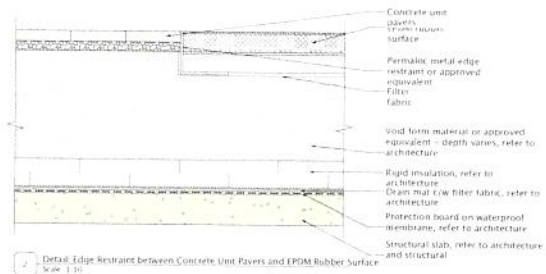 Concrete unit
pavers
EPDM rubber
surface
Permaloc metal edge
restraint or approved
equivalent
Filter
fabric
Void form material or approved
equivalent - depth varies, refer to
architecture
Rigid insulation, refer to
architecture
Drain mat c/w filter fabric, refer to
architecture
Protection board on waterproof
membrane, refer to architecture
Structural slab, refer to architecture
and structural
Detail: Edge Restraint between Concrete Unit Pavers and EPDM Rubber Surface
Scale 1:10